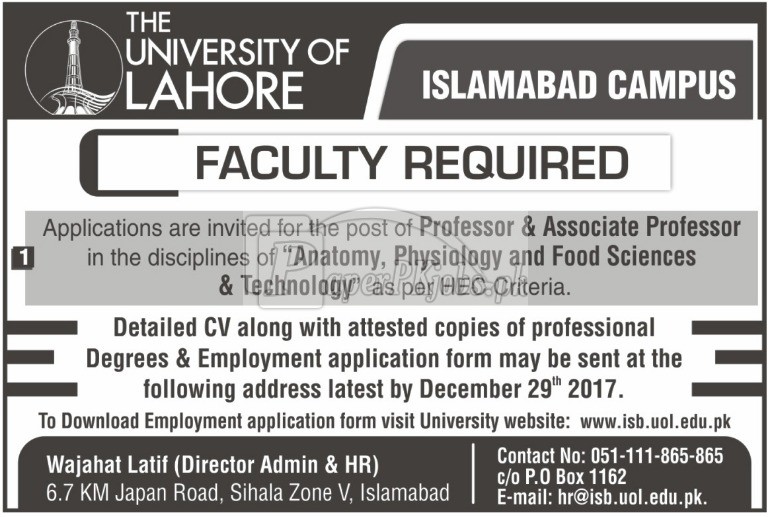 THE
UNIVERSITY OF
LAHORE
ISLAMABAD CAMPUS
FACULTY REQUIRED
1
Applications are invited for the post of Professor & Associate Professor
in the disciplines of "Anatomy, Physiology and Food Sciences
& Technology" as per HEC Criteria.
PaperPKjobs.pk
Detailed CV along with attested copies of professional
Degrees & Employment application form may be sent at the
following address latest by December 29th 2017.
To Download Employment application form visit University website: www.isb.uol.edu.pk
Wajahat Latif (Director Admin & HR)
6.7 KM Japan Road, Sihala Zone V, Islamabad
Contact No: 051-111-865-865
c/o P.O Box 1162
E-mail: hr@isb.uol.edu.pk.